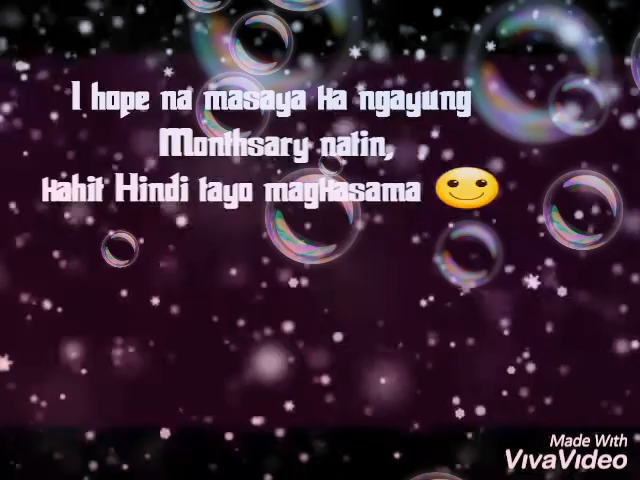 I hope na masaya ka ngayung
Monthsary natin,
kahit Hindi tayo magkasama 🙂
Made With
VivaVideo